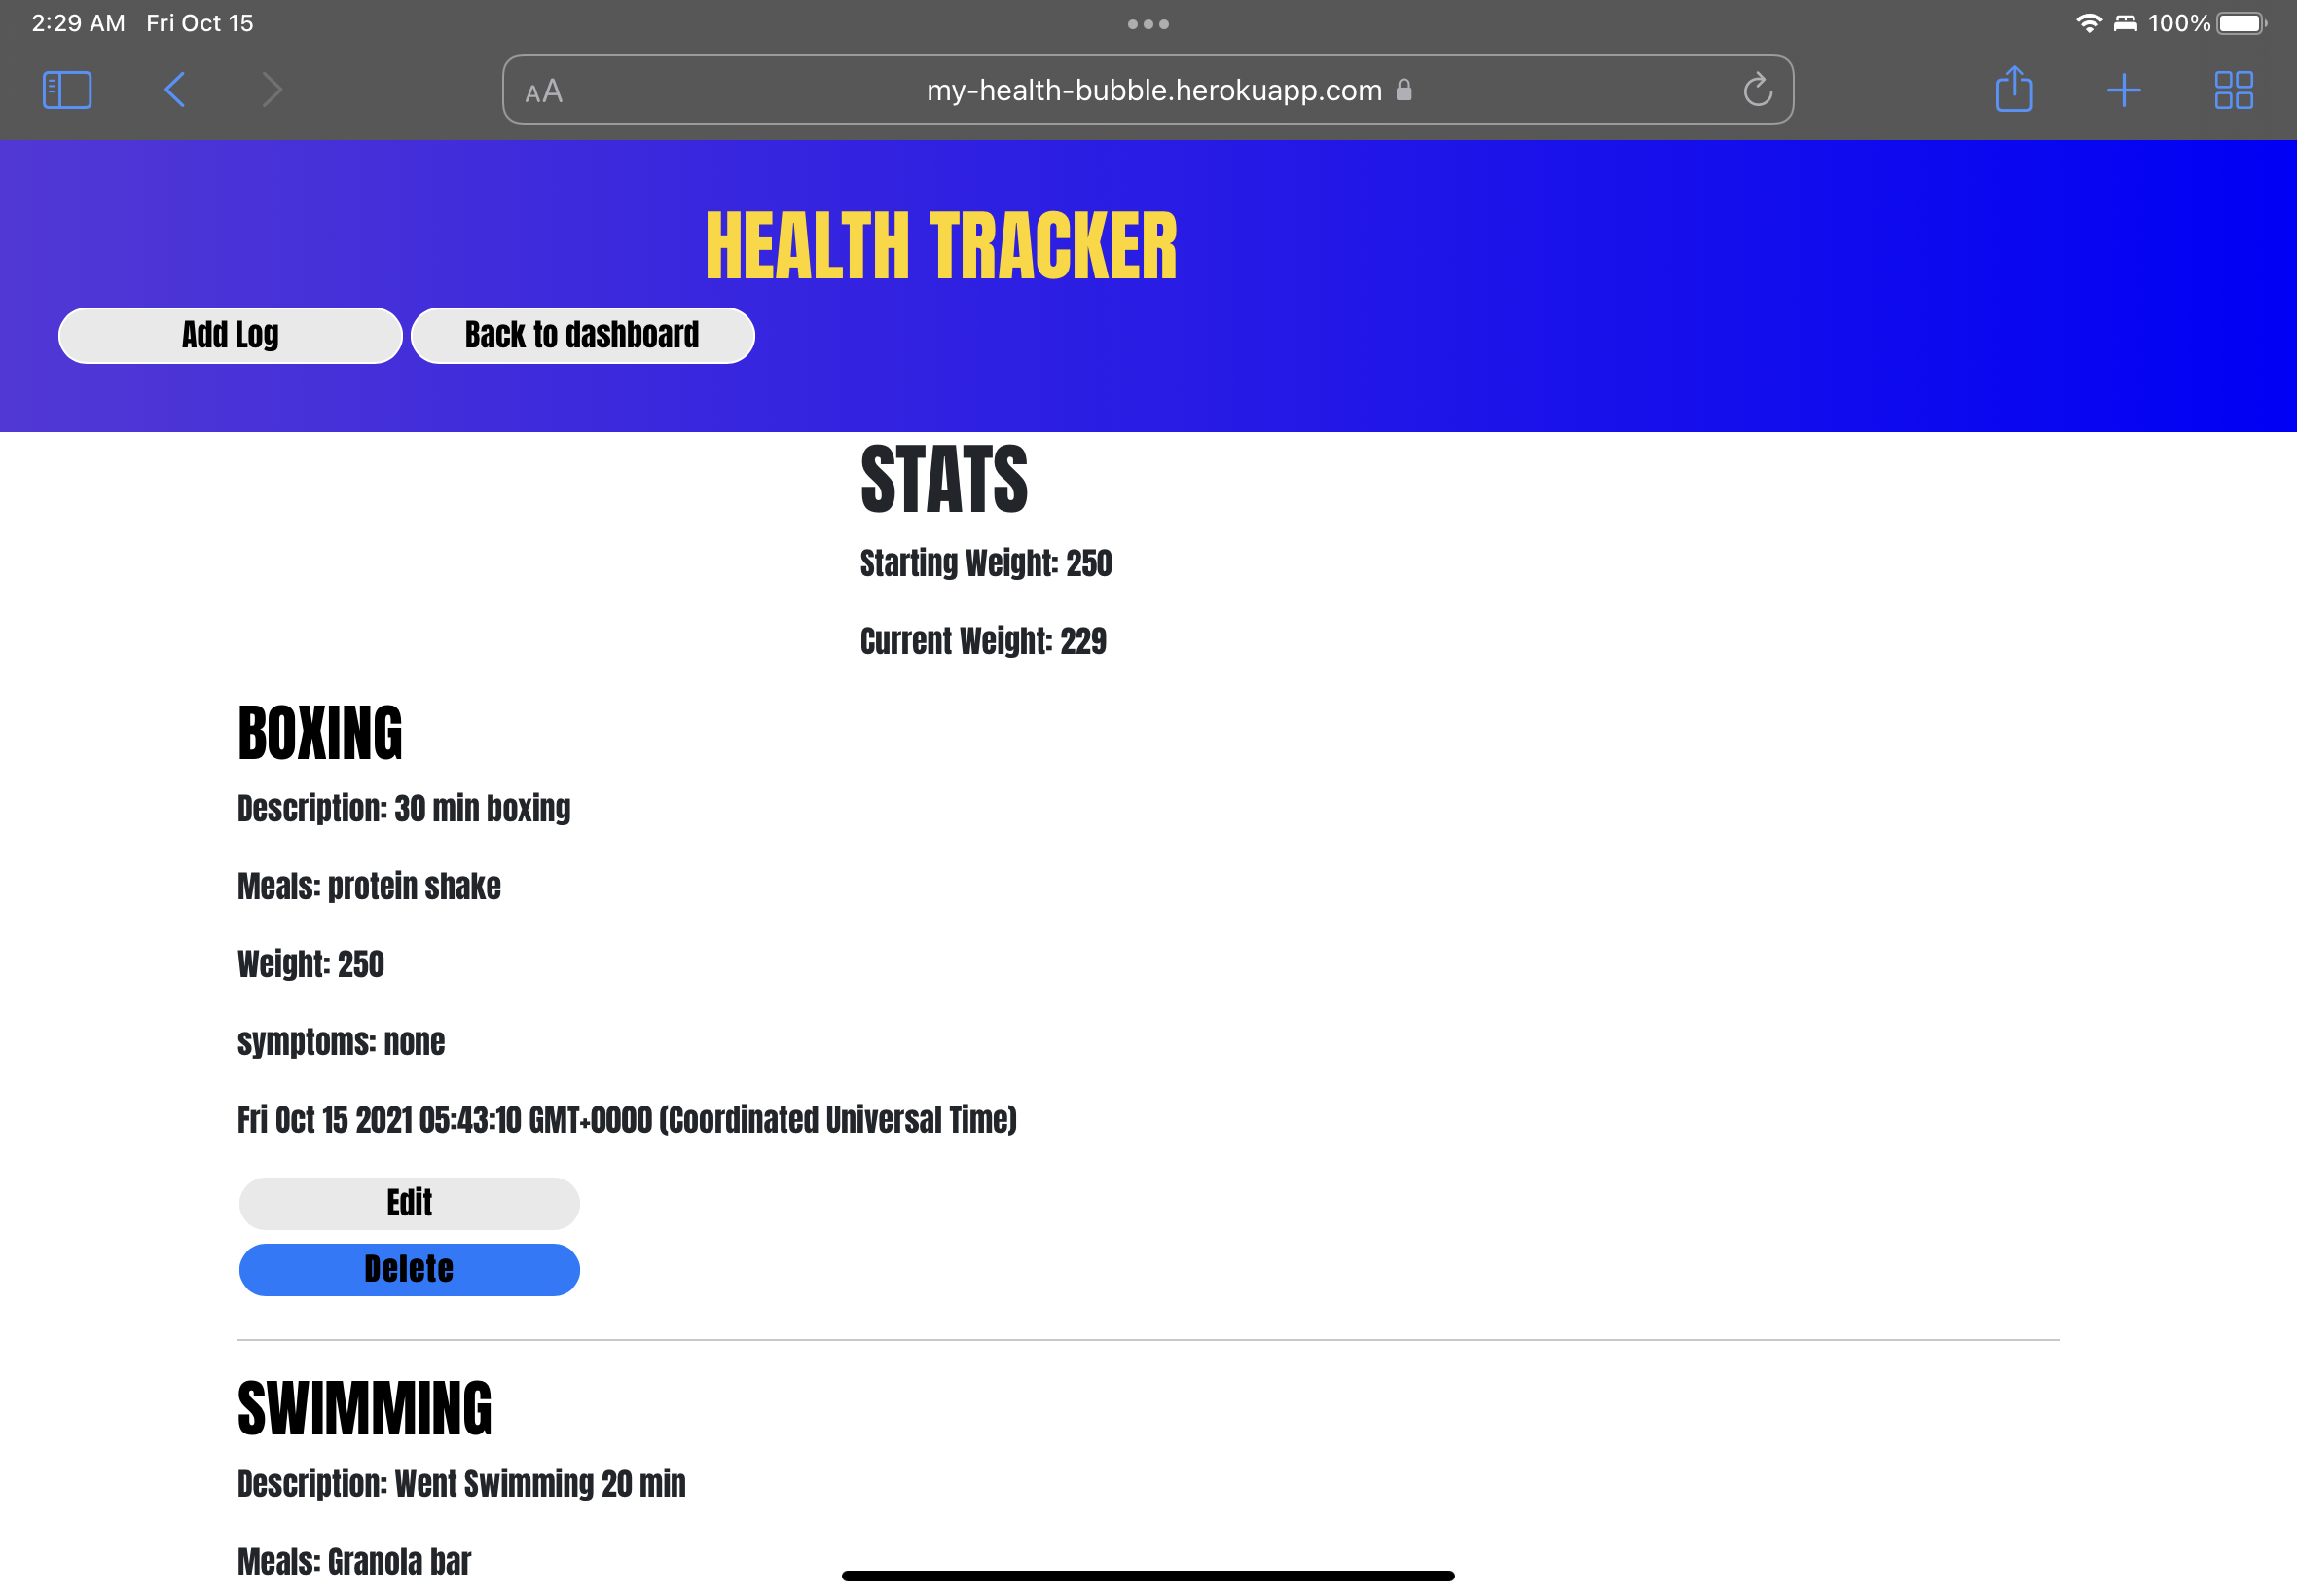 2:29 AM Fri Oct 15
100%
AA
my-health-bubble.herokuapp.com
HEALTH TRACKER
Add Log
Back to dashboard
STATS
Starting Weight: 250
Current Weight: 229
BOXING
Description: 30 min boxing
Meals: protein shake
Weight: 250
symptoms: none
Fri Oct 15 2021 05:43:10 GMT+0000 (Coordinated Universal Time)
Edit
Delete
SWIMMING
Description: Went Swimming 20 min
Meals: Granola bar